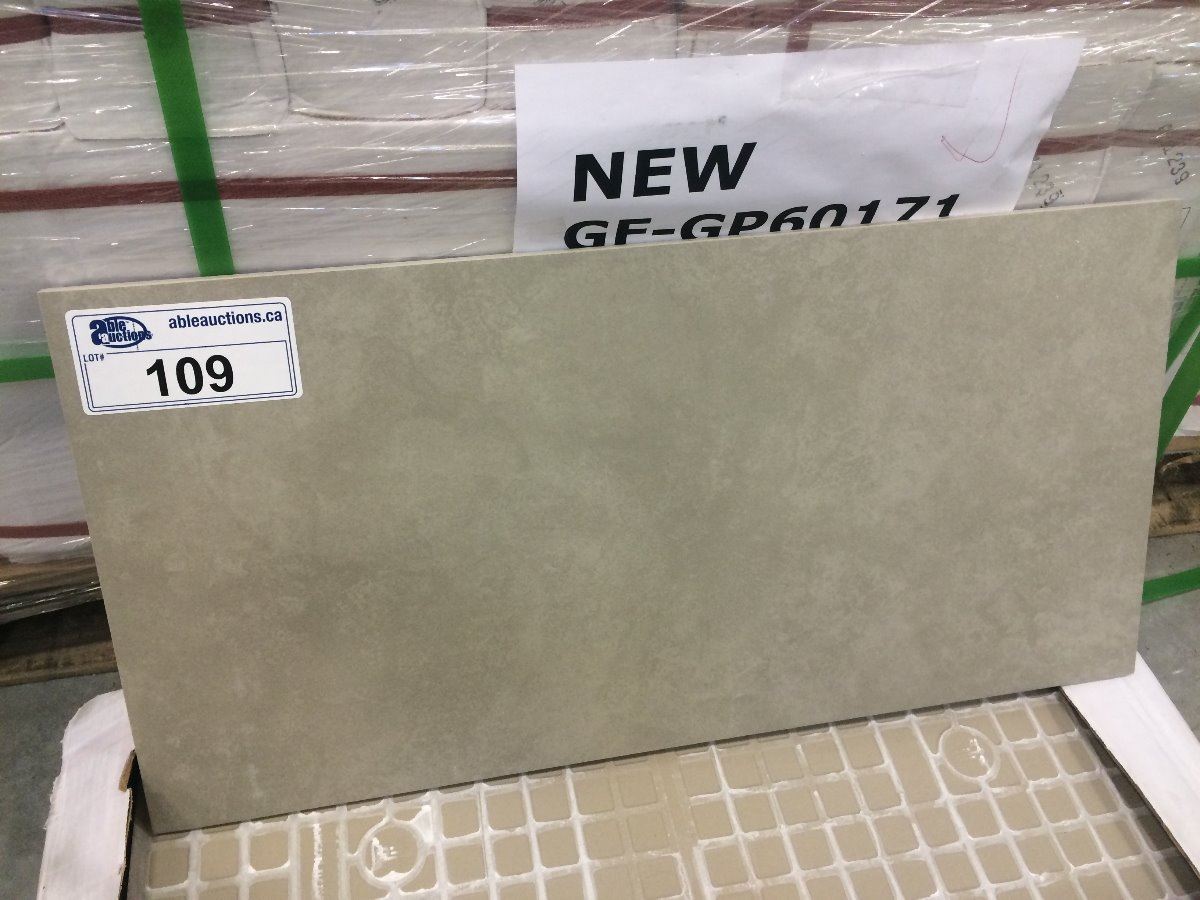 NEW
GF-GP60171
able auctions
ableauctions.ca
LOT#
109